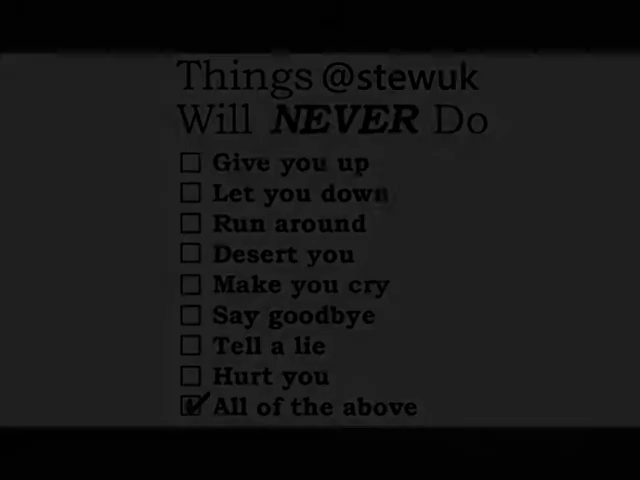 Things @stewuk
Will NEVER Do
Give you up
Let you down
Run around
Desert you
Make you cry
Say goodbye
Tell a lie
Hurt you
All of the above